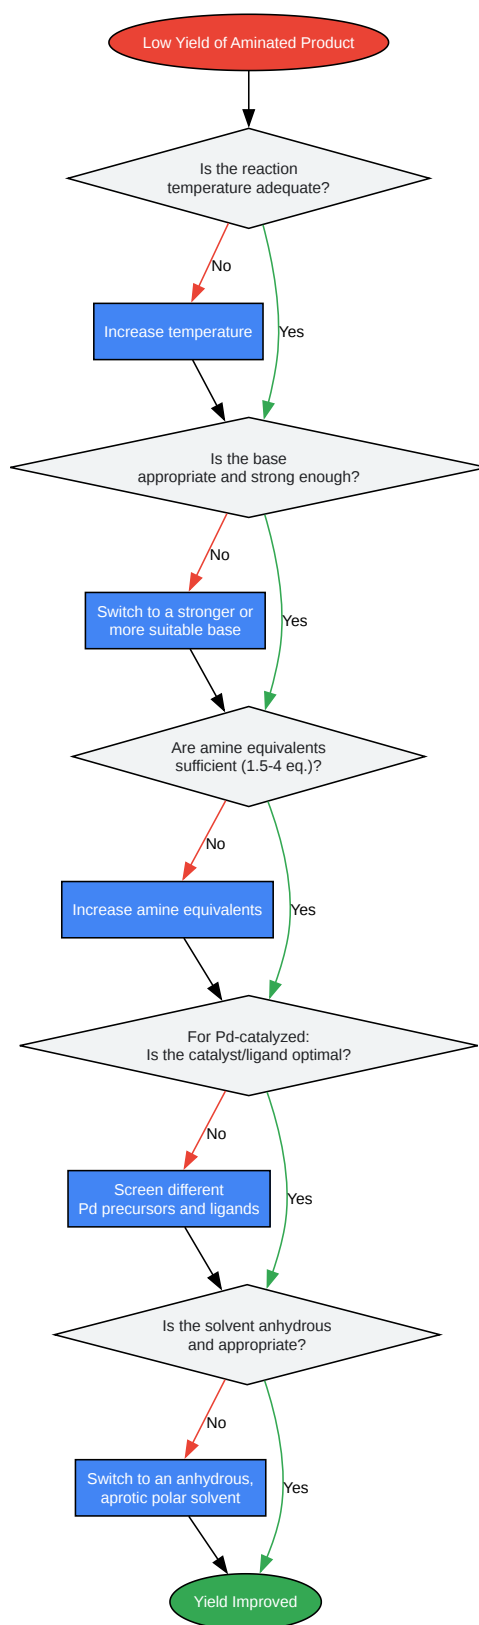 Low Yield of Aminated Product
Is the reaction
temperature adequate?
No
Increase temperature
Yes
Is the base
appropriate and strong enough?
No
Switch to a stronger or
more suitable base
Yes
Are amine equivalents
sufficient (1.5-4 eq.)?
No
Increase amine equivalents
Yes
For Pd-catalyzed:
Is the catalyst/ligand optimal?
No
Screen different
Pd precursors and ligands
Yes
Is the solvent anhydrous
and appropriate?
No
Switch to an anhydrous,
aprotic polar solvent
Yes
Yield Improved